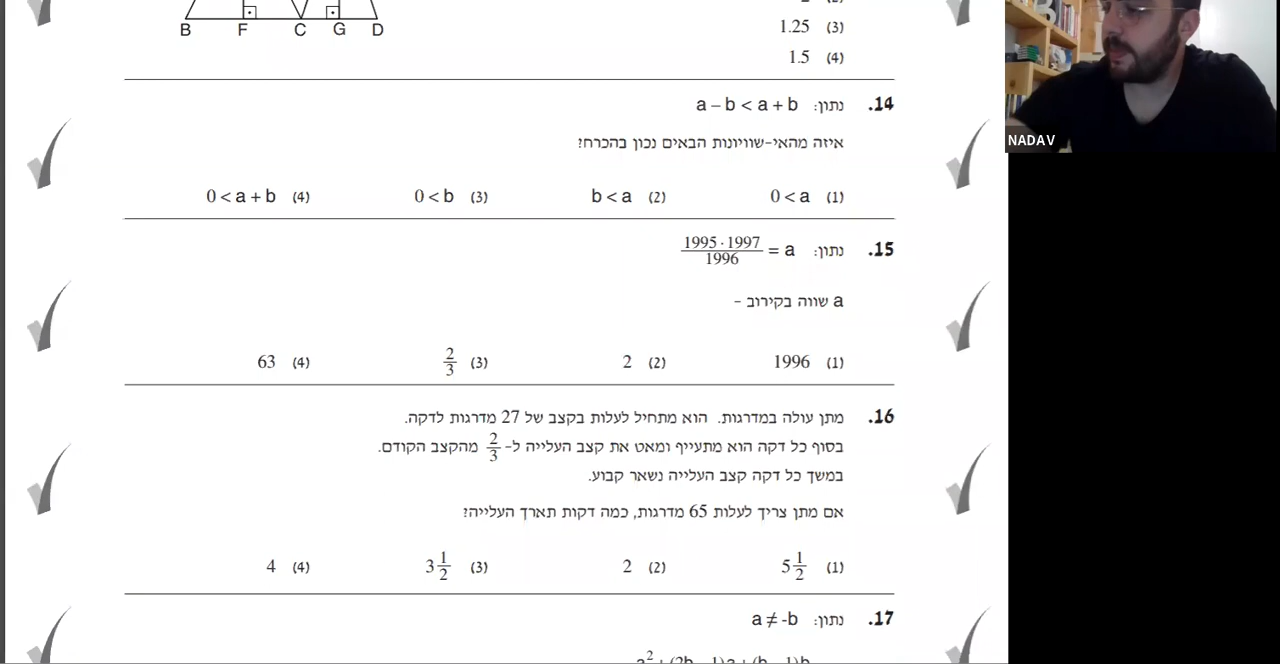 B F C G D
(3) 1.25
(4) 1.5
NADAV
.14 נתון: a – b < a + b
איזה מהאי-שוויונות הבאים נכון בהכרח?
(1) 0 < a (2) b < a (3) 0 < b (4) 0 < a + b
.15 נתון: 1995 · 1997 / 1996 = a
a שווה בקירוב –
(1) 1996 (2) 2 (3) 2/3 (4) 63
.16 מתן עולה במדרגות. הוא מתחיל לעלות בקצב של 27 מדרגות לדקה.
בסוף כל דקה הוא מתעייף ומאט את קצב העלייה ל- 2/3 מהקצב הקודם.
במשך כל דקה קצב העלייה נשאר קבוע.
אם מתן צריך לעלות 65 מדרגות, כמה דקות תארך העלייה?
(1) 5 1/2 (2) 2 (3) 3 1/2 (4) 4
.17 נתון: a ≠ -b